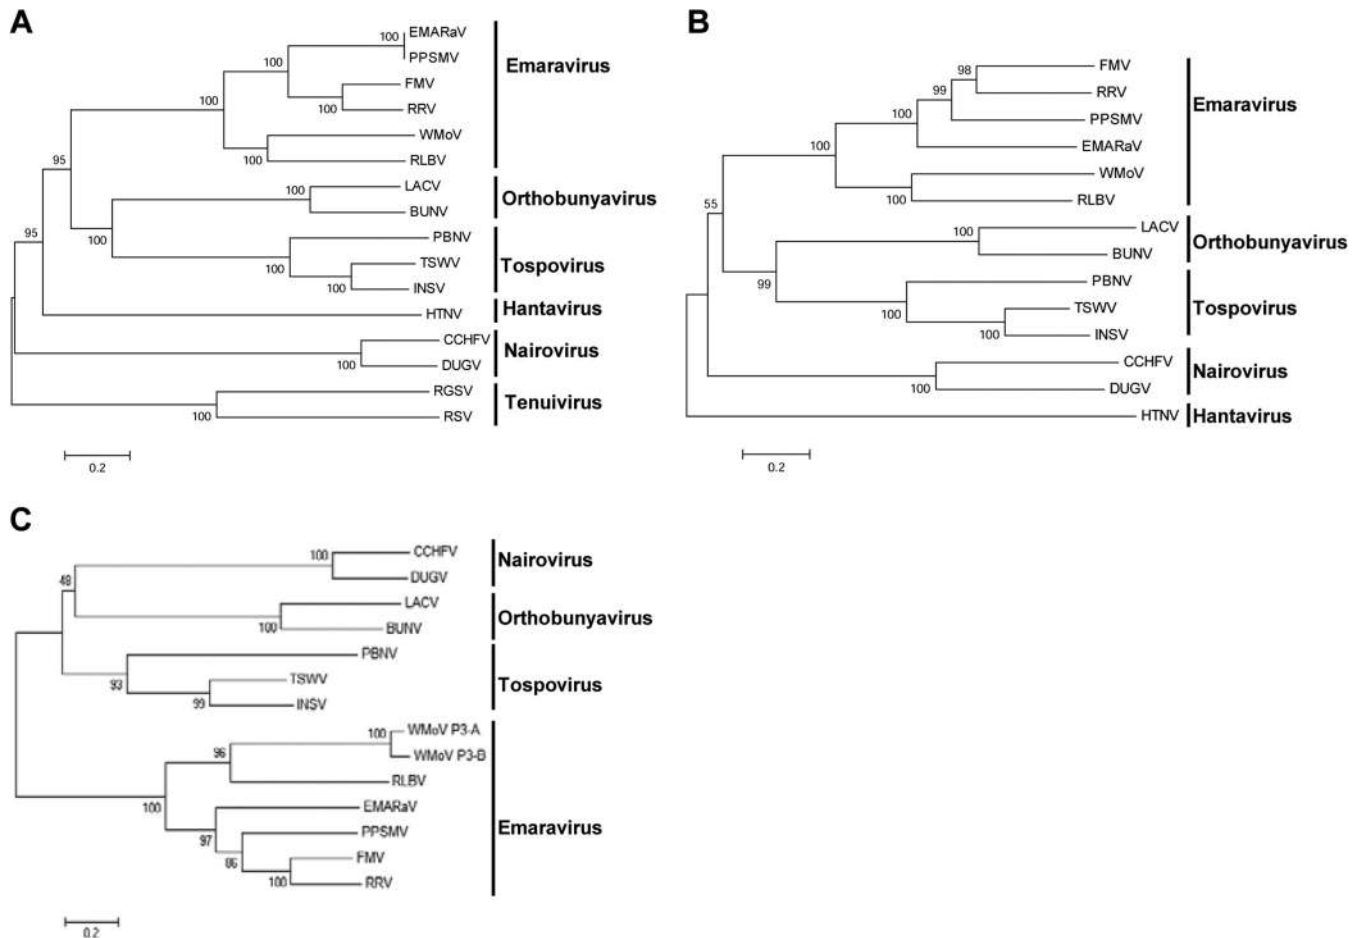 A
100
EMARaV
PPSMV
100
FMV
100
RRV
100
WMoV
100
RLBV
Emaravirus
95
100
LACV
BUNV
Orthobunyavirus
100
95
PBNV
100
TSWV
100
INSV
Tospovirus
HTNV
Hantavirus
CCHFV
100
DUGV
Nairovirus
RGSV
100
RSV
Tenuivirus
0.2
B
98
FMV
99
RRV
100
PPSMV
100
EMARaV
WMoV
100
RLBV
Emaravirus
55
100
LACV
BUNV
Orthobunyavirus
99
PBNV
100
TSWV
100
INSV
Tospovirus
CCHFV
100
DUGV
Nairovirus
HTNV
Hantavirus
0.2
C
100
CCHFV
DUGV
Nairovirus
48
LACV
100
BUNV
Orthobunyavirus
PBNV
93
TSWV
99
INSV
Tospovirus
100
WMoV P3-A
WMoV P3-B
96
RLBV
100
EMARaV
97
PPSMV
86
FMV
100
RRV
Emaravirus
0.2